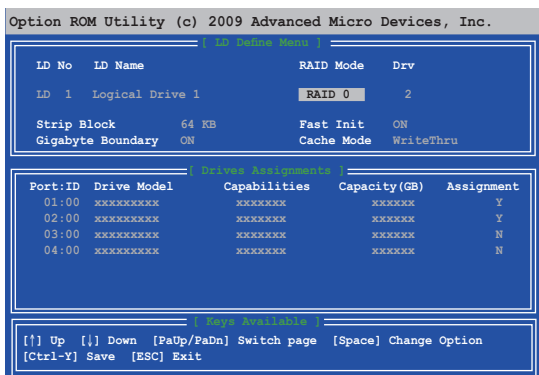 Option ROM Utility (c) 2009 Advanced Micro Devices, Inc.
[ LD Define Menu ]
LD No LD Name RAID Mode Drv
LD 1 Logical Drive 1 RAID 0 2
Strip Block 64 KB Fast Init ON
Gigabyte Boundary ON Cache Mode WriteThru
[ Drives Assignments ]
Port:ID Drive Model Capabilities Capacity(GB) Assignment
01:00 xxxxxxxxx xxxxxxx xxxxxx Y
02:00 xxxxxxxxx xxxxxxx xxxxxx Y
03:00 xxxxxxxxx xxxxxxx xxxxxx N
04:00 xxxxxxxxx xxxxxxx xxxxxx N
[ Keys Available ]
[↑] Up [↓] Down [PaUp/PaDn] Switch page [Space] Change Option
[Ctrl-Y] Save [ESC] Exit